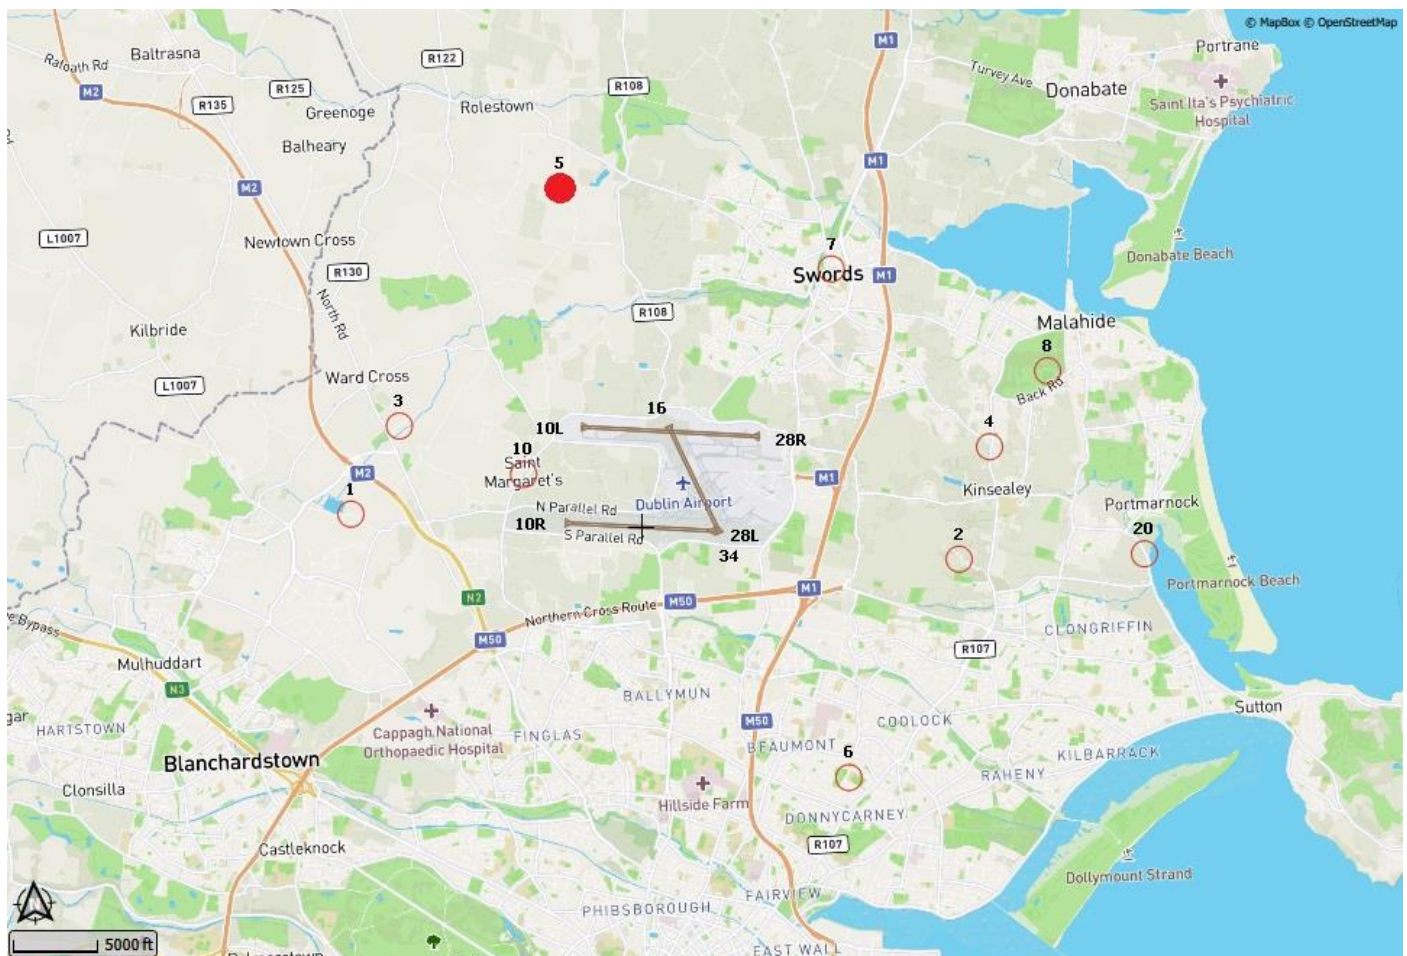 © MapBox © OpenStreetMap
Baltrasna
R122
M1
Portrane
Ratoath Rd
M2
R125
R108
Turvey Ave
Donabate
R135
Greenoge
Rolestown
Saint Ita's Psychiatric
Hospital
Balheary
M1
5
M2
L1007
Newtown Cross
7
Donabate Beach
R130
Swords
M1
North Rd
R108
Kilbride
Malahide
8
Ward Cross
L1007
Back Rd
3
16
4
10L
28R
10
Saint
Margaret's
M2
M1
Kinsealey
1
N Parallel Rd
Dublin Airport
Portmarnock
10R
S Parallel Rd
28L
2
20
34
Portmarnock Beach
N2
Northern Cross Route
M50
M1
e Bypass
M50
CLONGRIFFIN
R107
Mulhuddart
N3
BALLYMUN
gar
HARTSTOWN
Cappagh National
Orthopaedic Hospital
FINGLAS
M50
COOLOCK
Sutton
BEAUMONT
KILBARRACK
Blanchardstown
6
RAHENY
Clonsilla
Hillside Farm
DONNYCARNEY
Castleknock
R107
Dollymount Strand
FAIRVIEW
PHIBSBOROUGH
5000 ft
EAST WALL